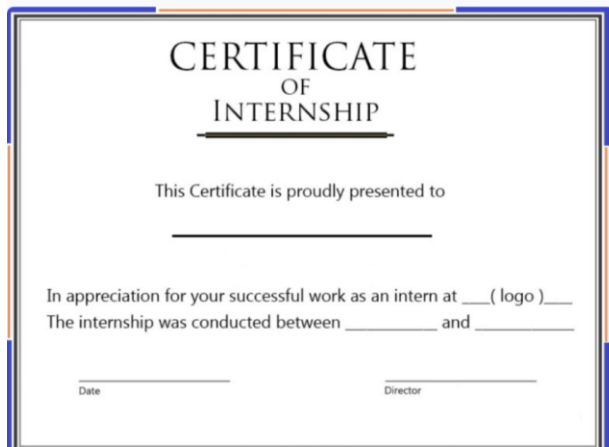 CERTIFICATE
OF
INTERNSHIP
This Certificate is proudly presented to
In appreciation for your successful work as an intern at ___( logo )___
The internship was conducted between __________ and ___________
Date
Director